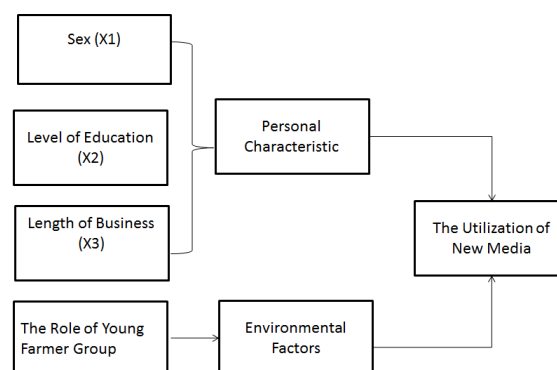 Sex (X1)
Level of Education
(X2)
Length of Business
(X3)
The Role of Young
Farmer Group
Personal
Characteristic
Environmental
Factors
The Utilization of
New Media